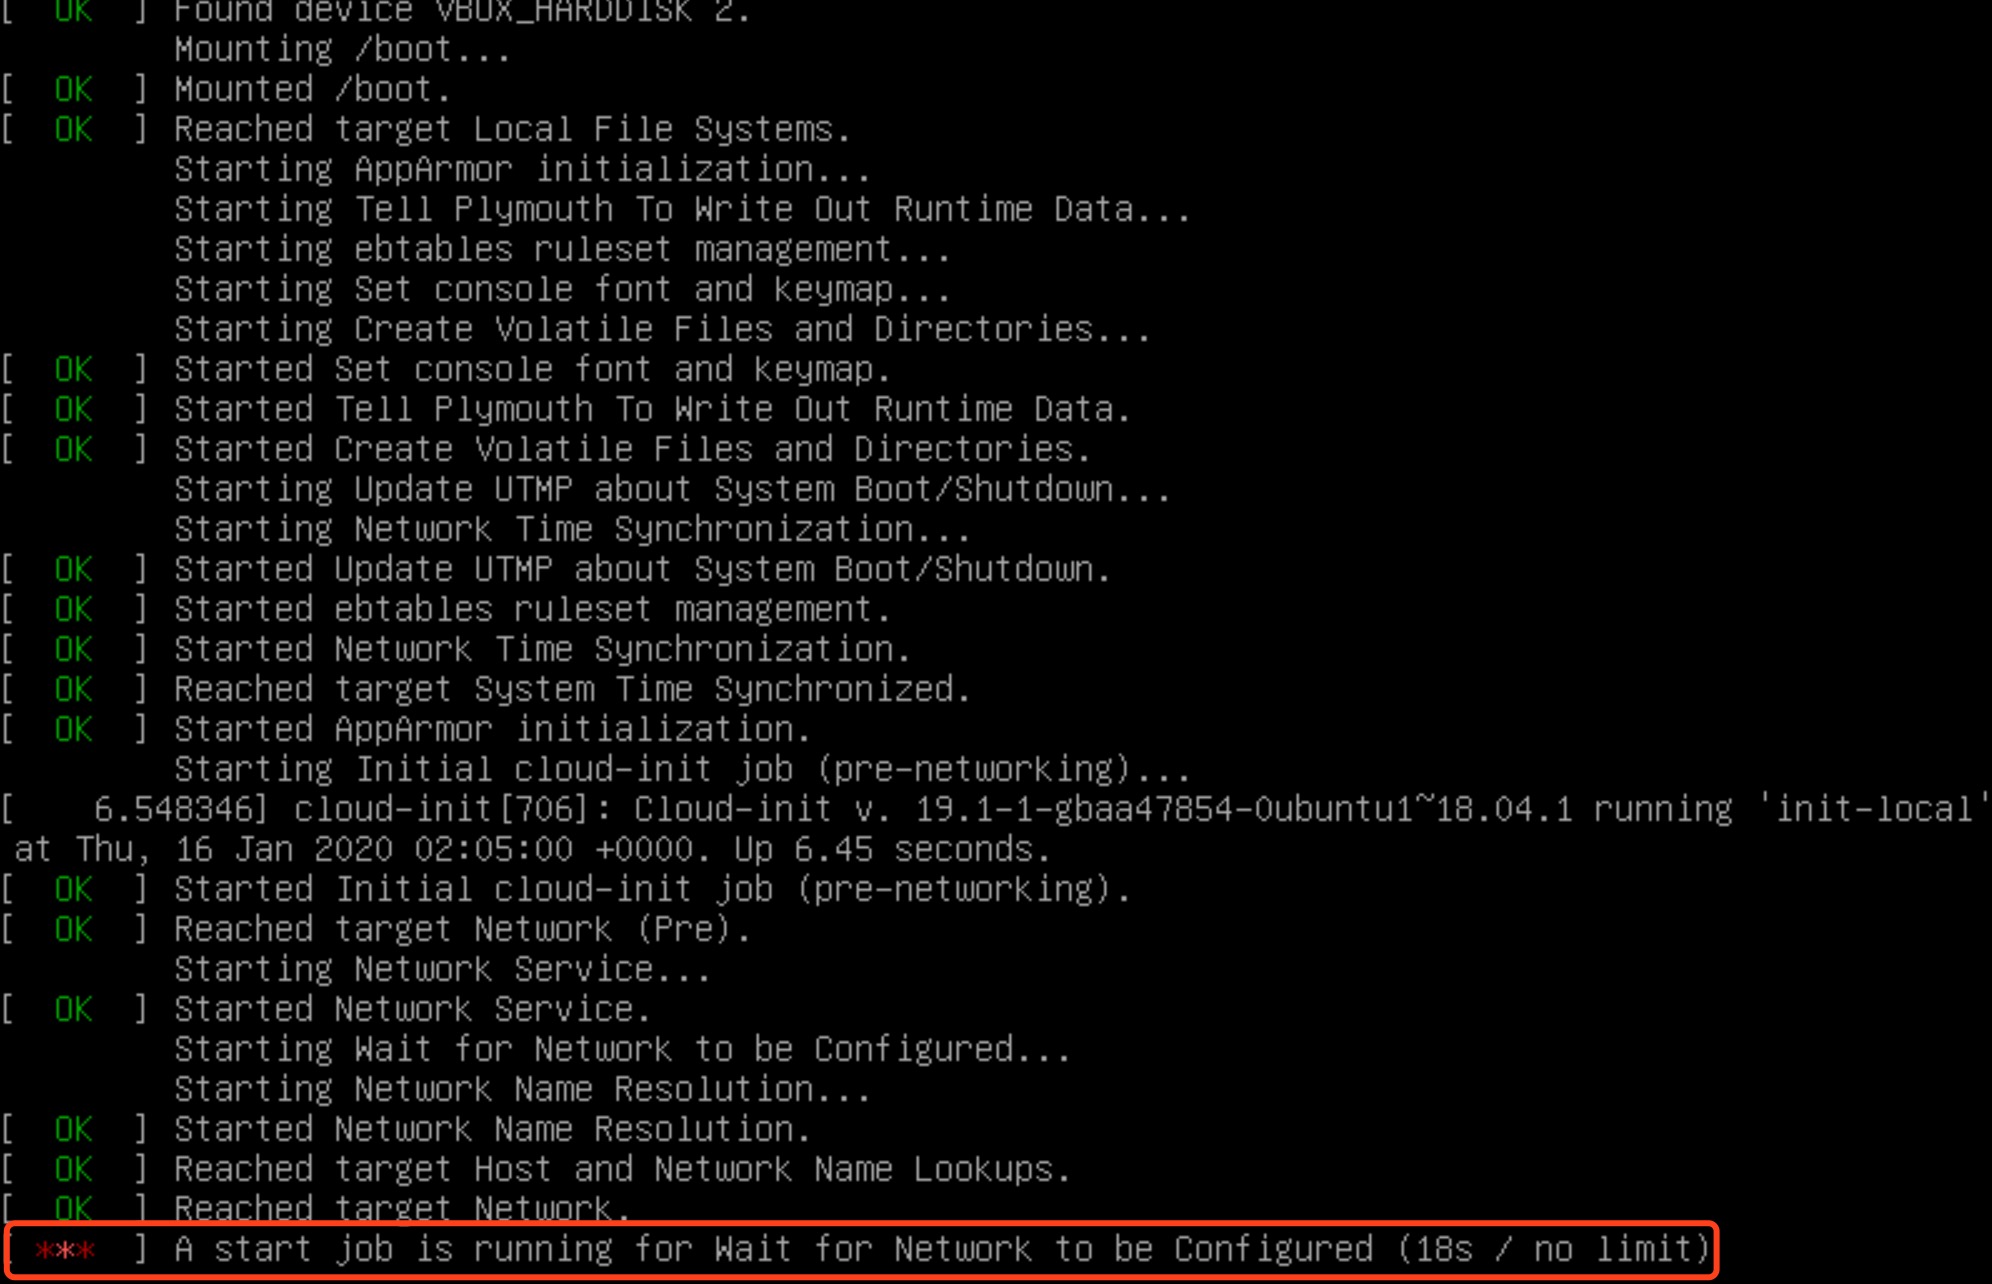 [  OK  ] Found device VBOX_HARDDISK 2.
Mounting /boot...
[  OK  ] Mounted /boot.
[  OK  ] Reached target Local File Systems.
Starting AppArmor initialization...
Starting Tell Plymouth To Write Out Runtime Data...
Starting ebtables ruleset management...
Starting Set console font and keymap...
Starting Create Volatile Files and Directories...
[  OK  ] Started Set console font and keymap.
[  OK  ] Started Tell Plymouth To Write Out Runtime Data.
[  OK  ] Started Create Volatile Files and Directories.
Starting Update UTMP about System Boot/Shutdown...
Starting Network Time Synchronization...
[  OK  ] Started Update UTMP about System Boot/Shutdown.
[  OK  ] Started ebtables ruleset management.
[  OK  ] Started Network Time Synchronization.
[  OK  ] Reached target System Time Synchronized.
[  OK  ] Started AppArmor initialization.
Starting Initial cloud-init job (pre-networking)...
[    6.548346] cloud-init[706]: Cloud-init v. 19.1-1-gbaa47854-0ubuntu1~18.04.1 running 'init-local'
at Thu, 16 Jan 2020 02:05:00 +0000. Up 6.45 seconds.
[  OK  ] Started Initial cloud-init job (pre-networking).
[  OK  ] Reached target Network (Pre).
Starting Network Service...
[  OK  ] Started Network Service.
Starting Wait for Network to be Configured...
Starting Network Name Resolution...
[  OK  ] Started Network Name Resolution.
[  OK  ] Reached target Host and Network Name Lookups.
[  OK  ] Reached target Network.
[ ***  ] A start job is running for Wait for Network to be Configured (18s / no limit)